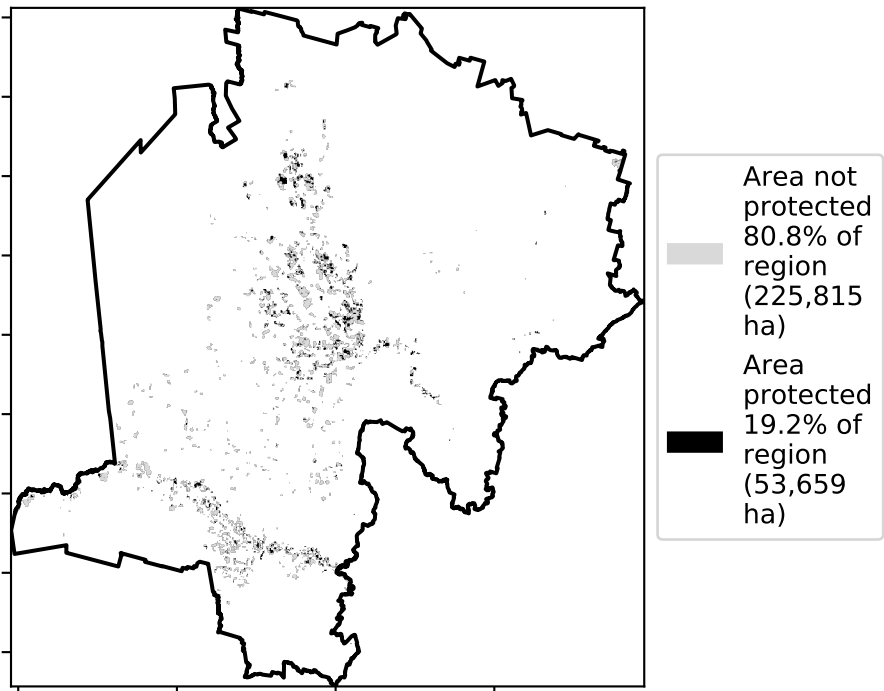 Area not
protected
80.8% of
region
(225,815
ha)
Area
protected
19.2% of
region
(53,659
ha)